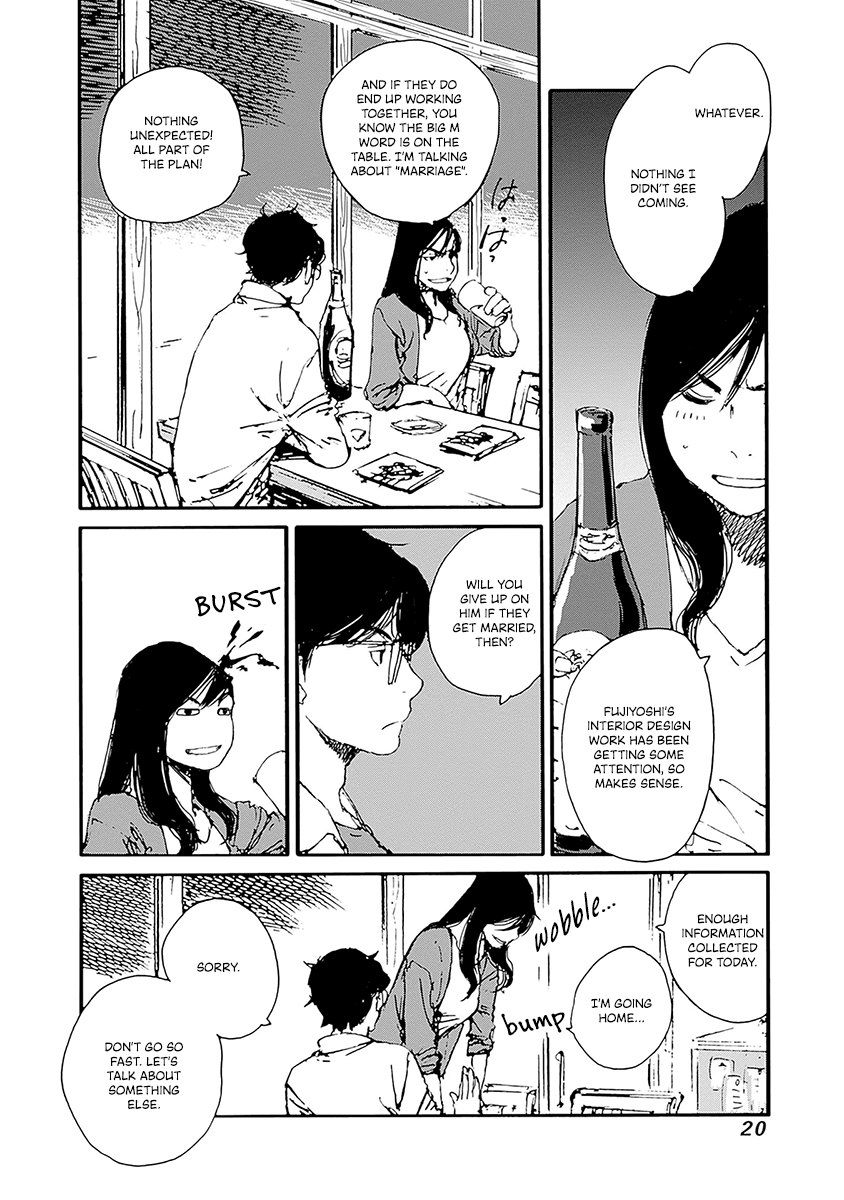 WHATEVER.
NOTHING I
DIDN'T SEE
COMING.
FUJIYOSHI'S
INTERIOR DESIGN
WORK HAS BEEN
GETTING SOME
ATTENTION, SO
MAKES SENSE.
AND IF THEY DO
END UP WORKING
TOGETHER, YOU
KNOW THE BIG M
WORD IS ON THE
TABLE. I'M TALKING
ABOUT "MARRIAGE".
はっ
はっ
NOTHING
UNEXPECTED!
ALL PART OF
THE PLAN!
WILL YOU
GIVE UP ON
HIM IF THEY
GET MARRIED,
THEN?
BURST
ENOUGH
INFORMATION
COLLECTED
FOR TODAY.
wobble...
I'M GOING
HOME...
bump
SORRY.
DON'T GO SO
FAST. LET'S
TALK ABOUT
SOMETHING
ELSE.
20